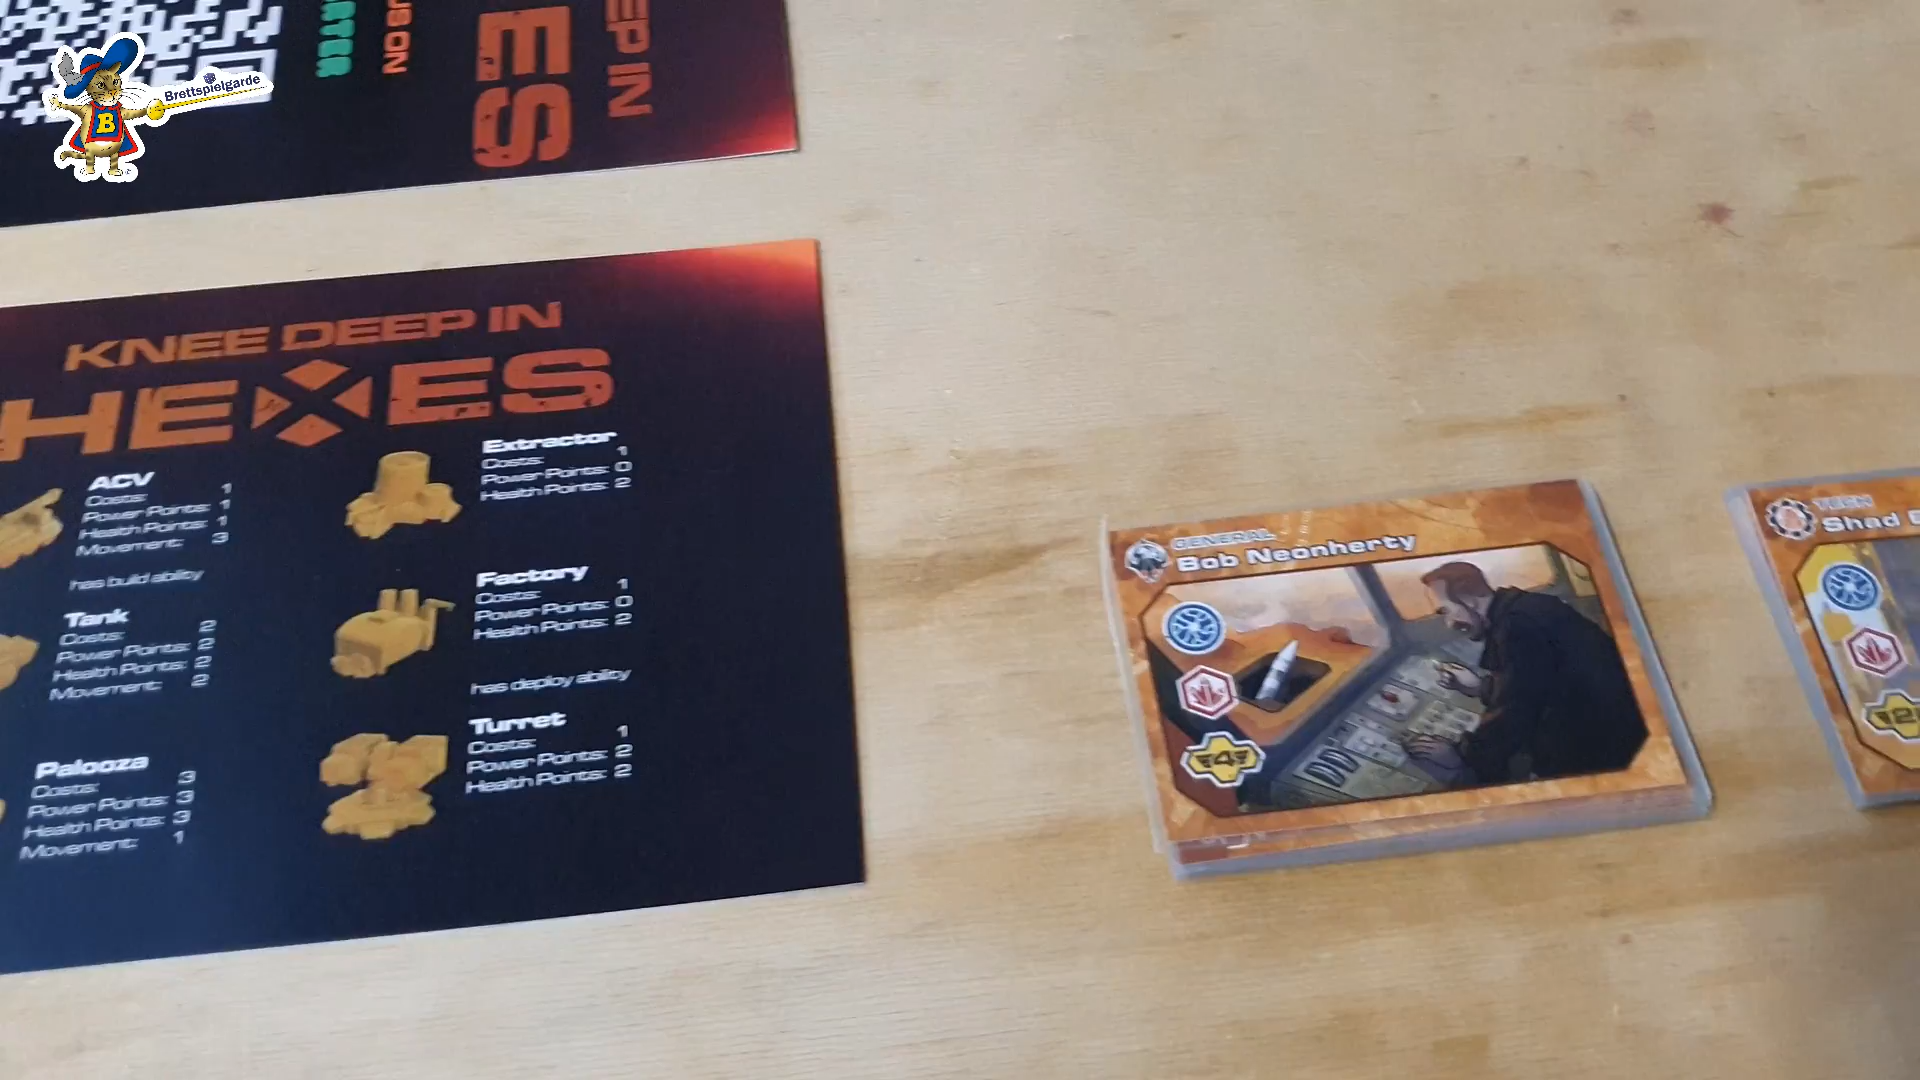 Brettspielgarde
B
US ON
EP IN
ES
KNEE DEEP IN
HEXES
ACV
Costs: 1
Power Points: 1
Health Points: 1
Movement: 3
has build ability
Tank
Costs: 2
Power Points: 2
Health Points: 2
Movement: 2
Palooza
Costs: 3
Power Points: 3
Health Points: 3
Movement: 1
Extractor
Costs: 1
Power Points: 0
Health Points: 2
Factory
Costs: 1
Power Points: 0
Health Points: 2
has deploy ability
Turret
Costs: 1
Power Points: 2
Health Points: 2
GENERAL
Bob Neonherty
4
TECH
Shad
2